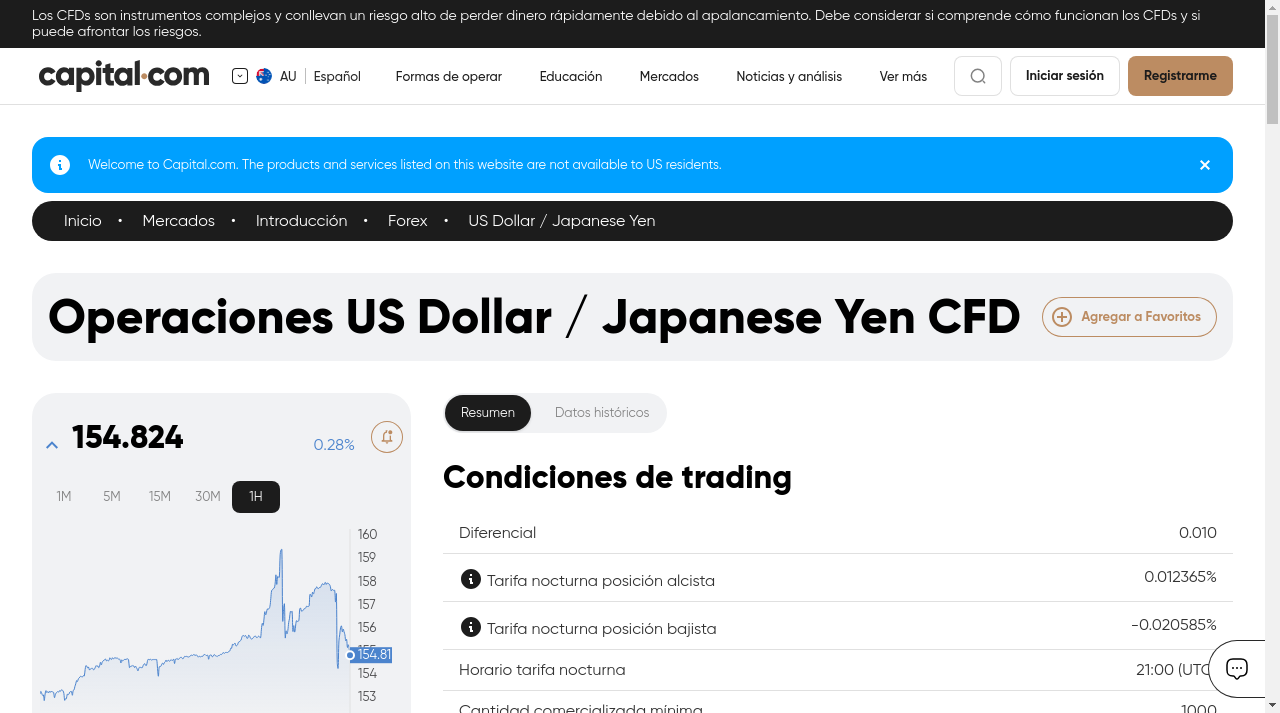 Los CFDs son instrumentos complejos y conllevan un riesgo alto de perder dinero rápidamente debido al apalancamiento. Debe considerar si comprende cómo funcionan los CFDs y si
puede afrontar los riesgos.
capital.com
AU
Español
Formas de operar
Educación
Mercados
Noticias y análisis
Ver más
Iniciar sesión
Registrarme
Welcome to Capital.com. The products and services listed on this website are not available to US residents.
Inicio • Mercados • Introducción • Forex • US Dollar / Japanese Yen
Operaciones US Dollar / Japanese Yen CFD
Agregar a Favoritos
154.824
0.28%
1M 5M 15M 30M 1H
160
159
158
157
156
154.81
154
153
Resumen
Datos históricos
Condiciones de trading
Diferencial 0.010
Tarifa nocturna posición alcista 0.012365%
Tarifa nocturna posición bajista -0.020585%
Horario tarifa nocturna 21:00 (UTC
Cantidad comercializada mínima 1000